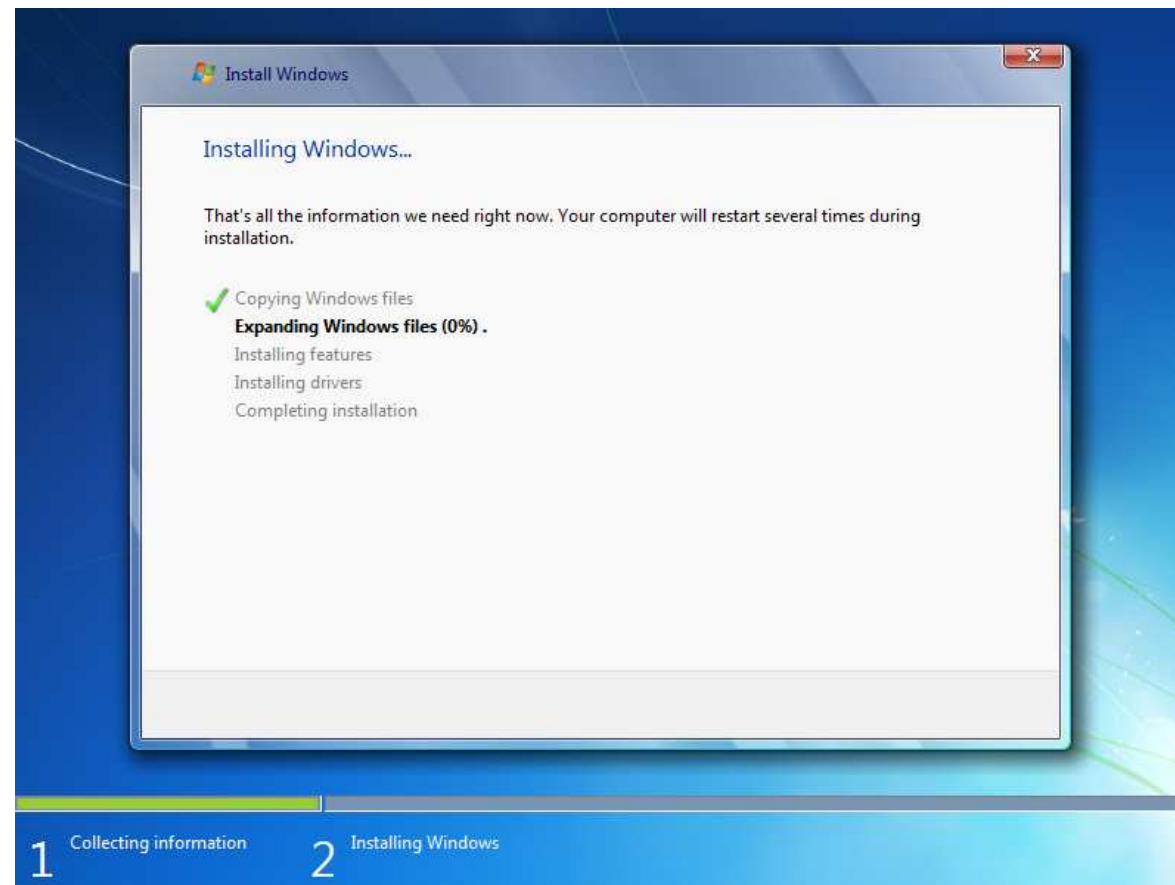 Install Windows
Installing Windows...
That's all the information we need right now. Your computer will restart several times during
installation.
Copying Windows files
Expanding Windows files (0%) .
Installing features
Installing drivers
Completing installation
1 Collecting information 2 Installing Windows